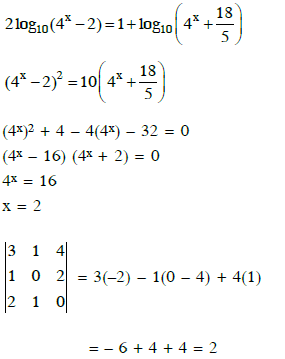 2log₁₀(4ˣ−2)=1+log₁₀(4ˣ+18/5)
(4ˣ−2)²=10(4ˣ+18/5)
(4ˣ)² + 4 − 4(4ˣ) − 32 = 0
(4ˣ − 16) (4ˣ + 2) = 0
4ˣ = 16
x = 2
|3 1 4|
|1 0 2| = 3(−2) − 1(0 − 4) + 4(1)
|2 1 0|
= − 6 + 4 + 4 = 2